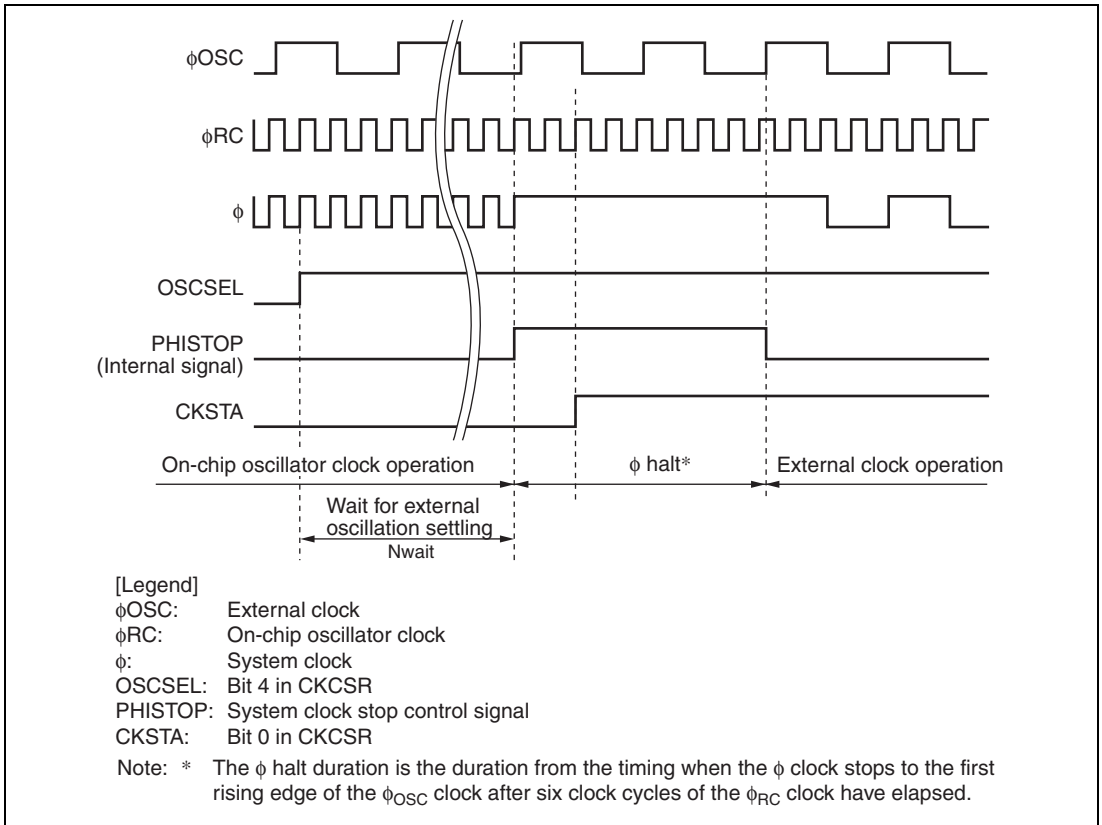 φOSC
φRC
φ
OSCSEL
PHISTOP
(Internal signal)
CKSTA
On-chip oscillator clock operation
φ halt*
External clock operation
Wait for external
oscillation settling
Nwait
[Legend]
φOSC: External clock
φRC: On-chip oscillator clock
φ: System clock
OSCSEL: Bit 4 in CKCSR
PHISTOP: System clock stop control signal
CKSTA: Bit 0 in CKCSR
Note: * The φ halt duration is the duration from the timing when the φ clock stops to the first
rising edge of the φOSC clock after six clock cycles of the φRC clock have elapsed.